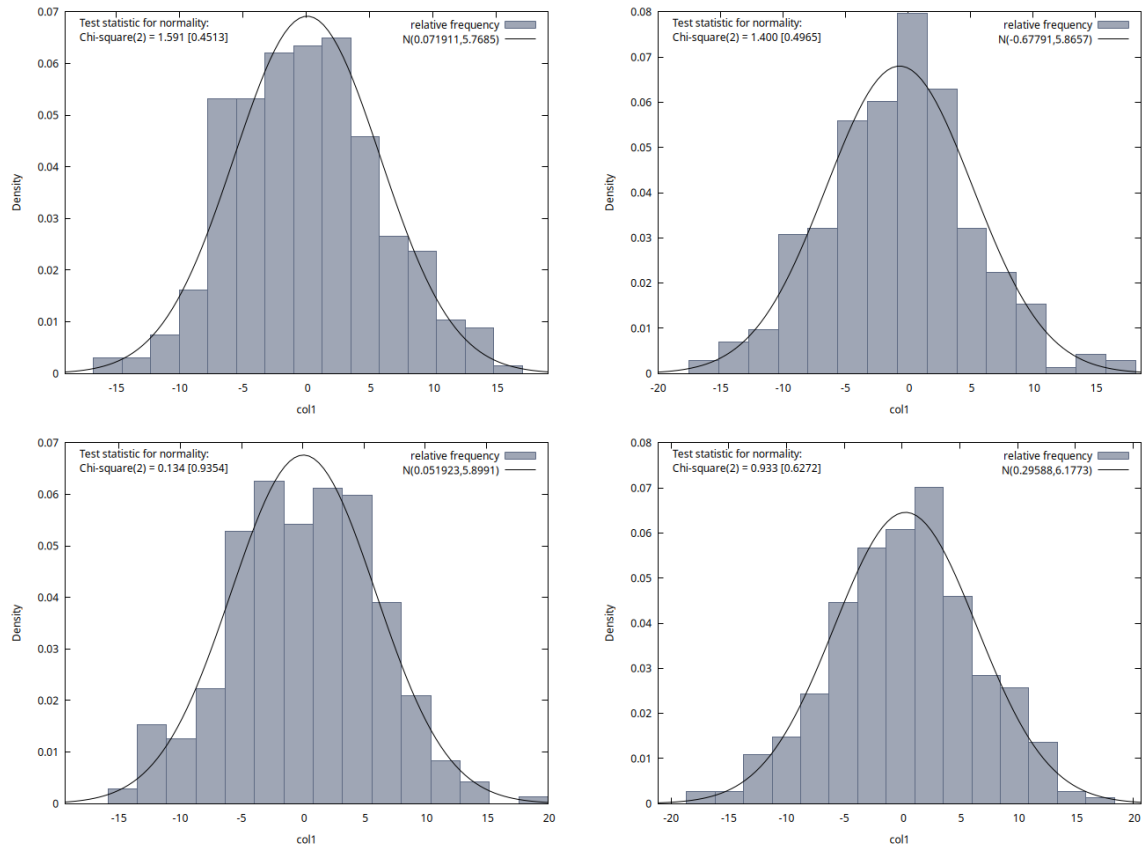 0.07
0.06
0.05
0.04
0.03
0.02
0.01
0
Density
Test statistic for normality:
Chi-square(2) = 1.591 [0.4513]
relative frequency
N(0.071911,5.7685)
-15 -10 -5 0 5 10 15
col1
0.08
0.07
0.06
0.05
0.04
0.03
0.02
0.01
0
Density
Test statistic for normality:
Chi-square(2) = 1.400 [0.4965]
relative frequency
N(-0.67791,5.8657)
-20 -15 -10 -5 0 5 10 15
col1
0.07
0.06
0.05
0.04
0.03
0.02
0.01
0
Density
Test statistic for normality:
Chi-square(2) = 0.134 [0.9354]
relative frequency
N(0.051923,5.8991)
-15 -10 -5 0 5 10 15 20
col1
0.08
0.07
0.06
0.05
0.04
0.03
0.02
0.01
0
Density
Test statistic for normality:
Chi-square(2) = 0.933 [0.6272]
relative frequency
N(0.29588,6.1773)
-20 -15 -10 -5 0 5 10 15 20
col1